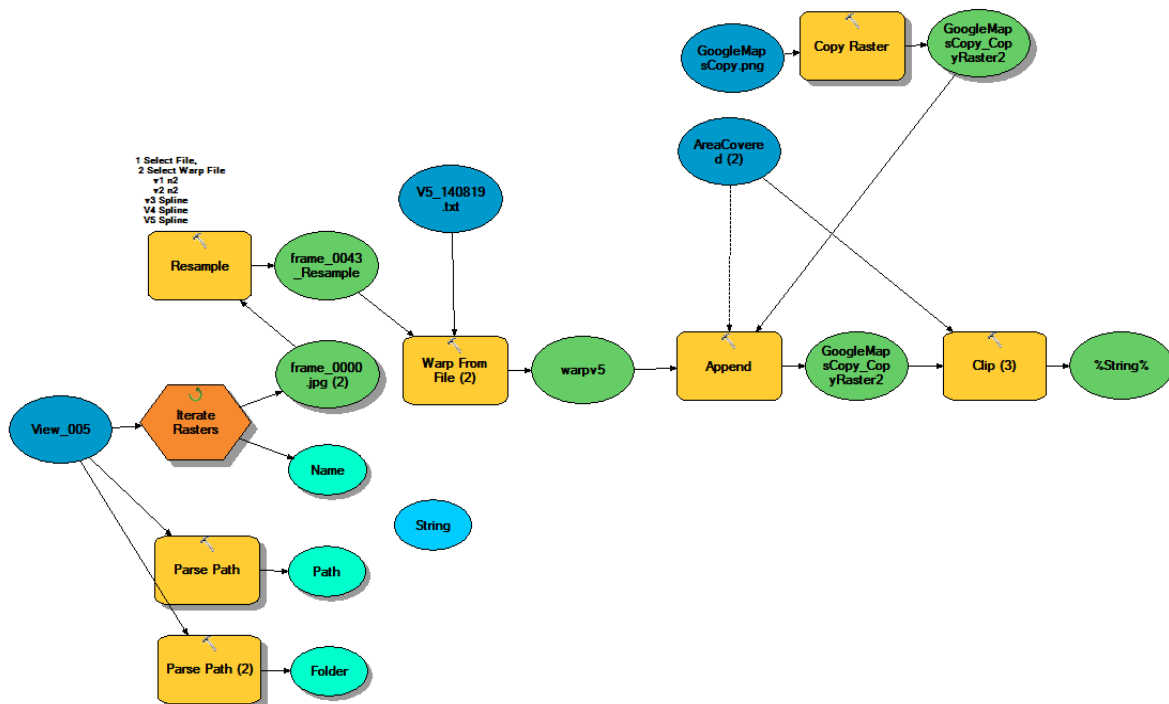 GoogleMap
sCopy.png
Copy Raster
GoogleMap
sCopy_Cop
yRaster2
AreaCovere
d (2)
1 Select File,
2 Select Warp File
v1 n2
v2 n2
v3 Spline
V4 Spline
V5 Spline
V5_140819
.txt
Resample
frame_0043
_Resample
Warp From
File (2)
warpv5
Append
GoogleMap
sCopy_Cop
yRaster2
Clip (3)
%String%
frame_0000
.jpg (2)
View_005
Iterate
Rasters
Name
String
Parse Path
Path
Parse Path (2)
Folder